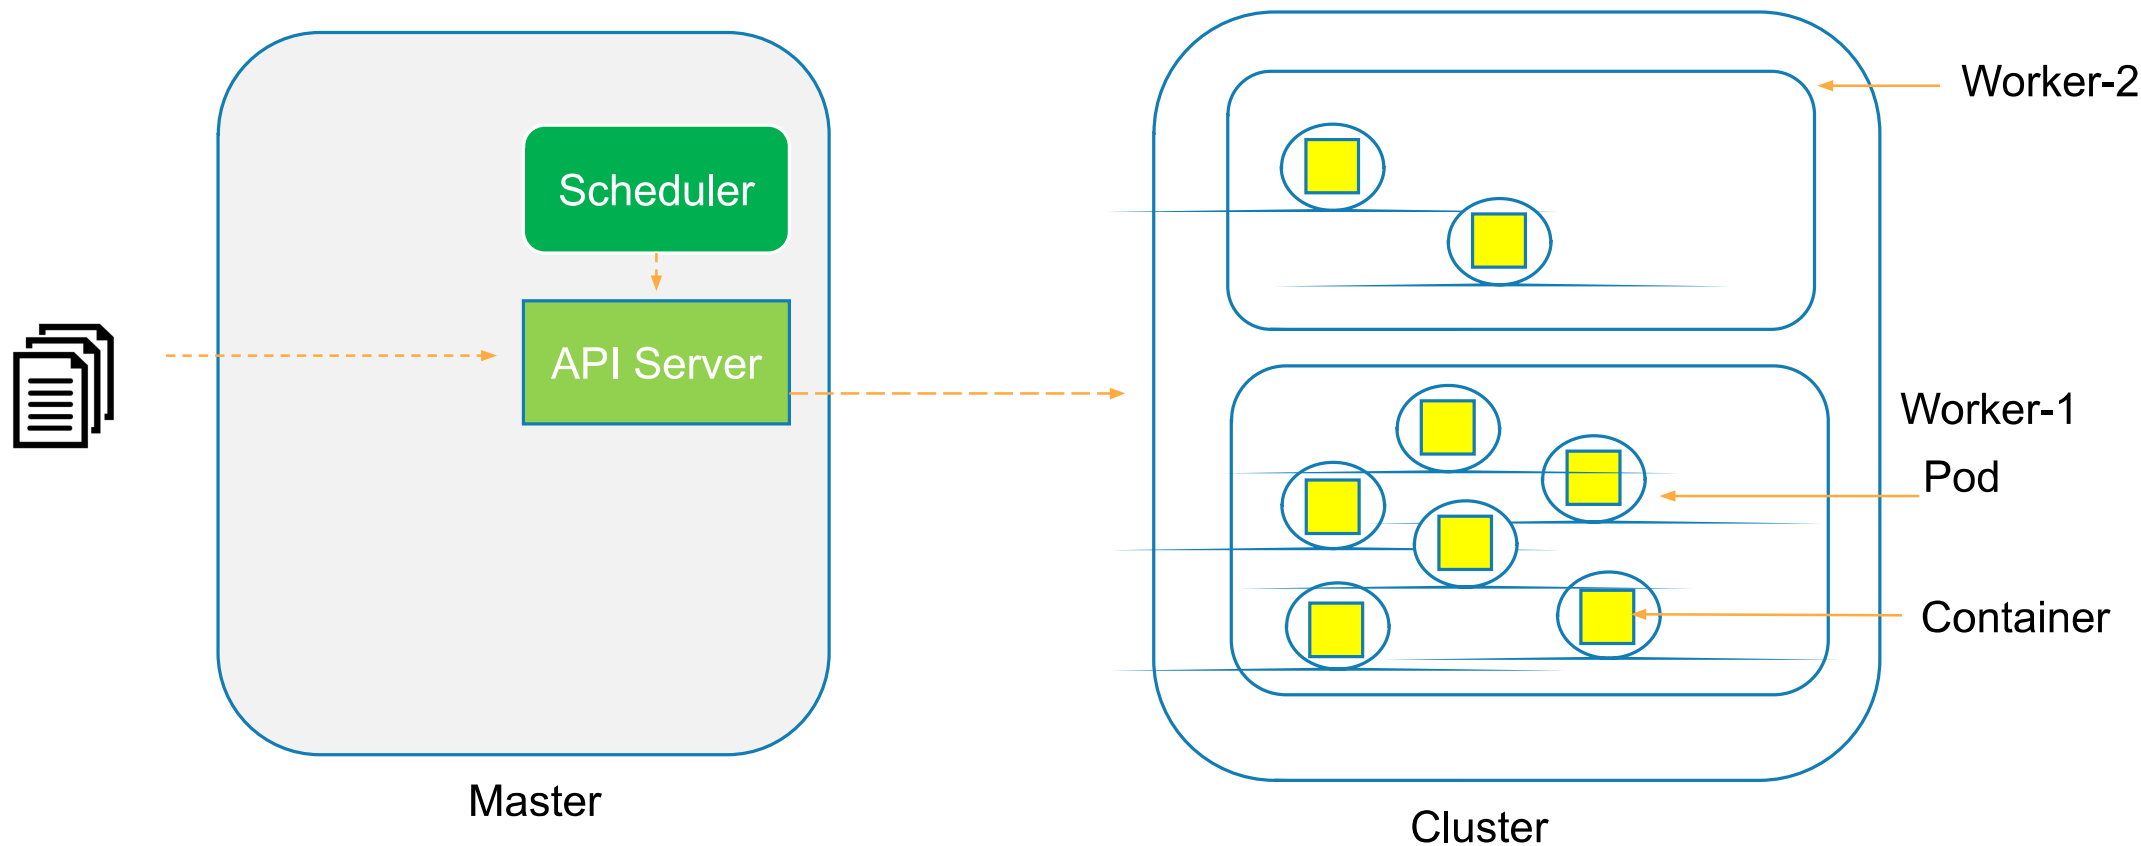 Scheduler
API Server
Master
Worker-2
Worker-1
Pod
Container
Cluster